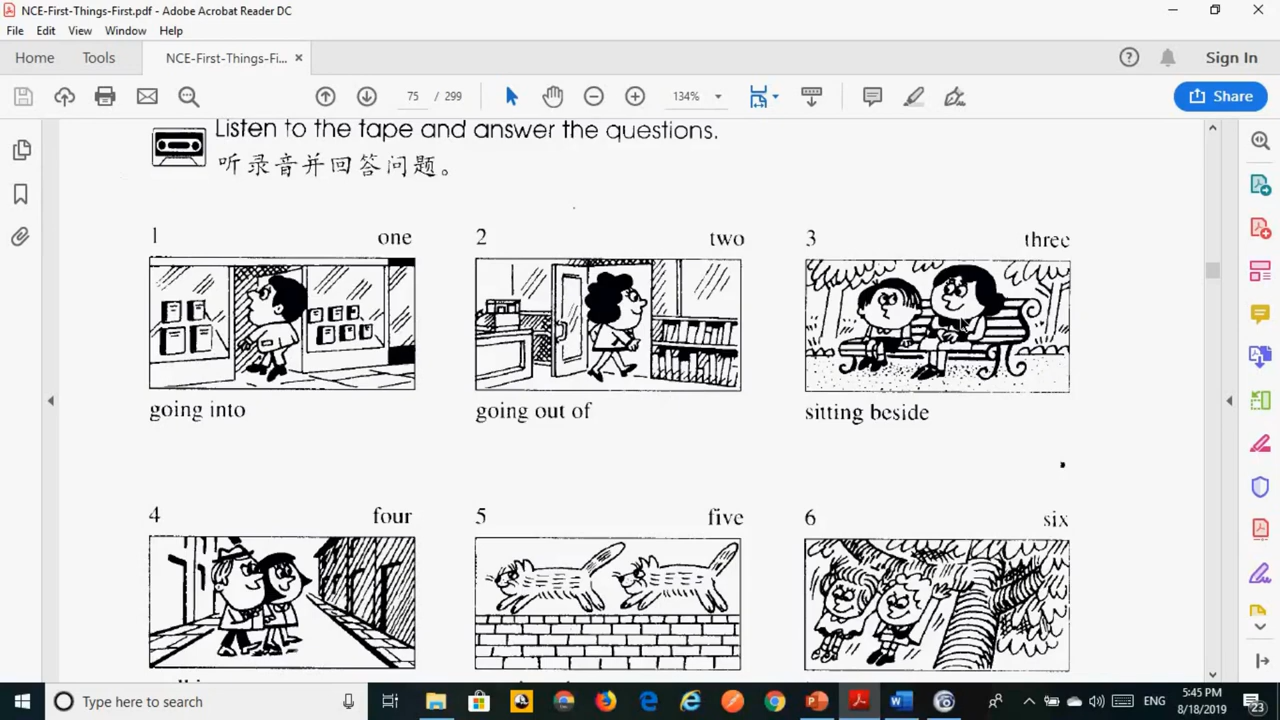 NCE-First-Things-First.pdf - Adobe Acrobat Reader DC
File Edit View Window Help
Home Tools NCE-First-Things-Fi... Sign In
75 / 299 134% Share
Listen to the tape and answer the questions.
听录音并回答问题。
1 one 2 two 3 three
going into going out of sitting beside
4 four 5 five 6 six
Type here to search
ENG
5:45 PM
8/18/2019
23